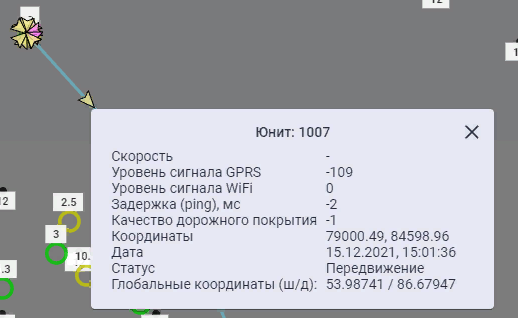 12
Юнит: 1007
Скорость -
Уровень сигнала GPRS -109
Уровень сигнала WiFi 0
Задержка (ping), мс -2
Качество дорожного покрытия -1
Координаты 79000.49, 84598.96
Дата 15.12.2021, 15:01:36
Статус Передвижение
Глобальные координаты (ш/д): 53.98741 / 86.67947
12
2.5
3
10.
.3